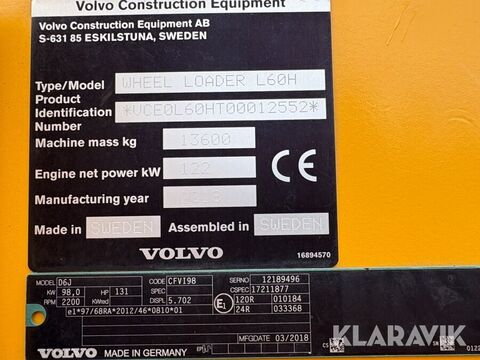 Volvo Construction Equipment
Volvo Construction Equipment AB
S-631 85 ESKILSTUNA, SWEDEN
Type/Model WHEEL LOADER L60H
Product
Identification *VCE0L60HT00012552*
Number
Machine mass kg 13600
Engine net power kW 122
Manufacturing year
CE
Made in SWEDEN Assembled in SWEDEN
VOLVO 16894570
MODEL D6J CODE CFV198 SERNO 12189496
KW 98,0 HP 131 SPEC CSPEC 17211877
RPM 2200 KWred DISPL 5.702 E1 120R 010184
24R 033368
e1*97/68RA*2012/46*0810*01
MFGDATE 03/2018
VOLVO MADE IN GERMANY
KLARAVIK